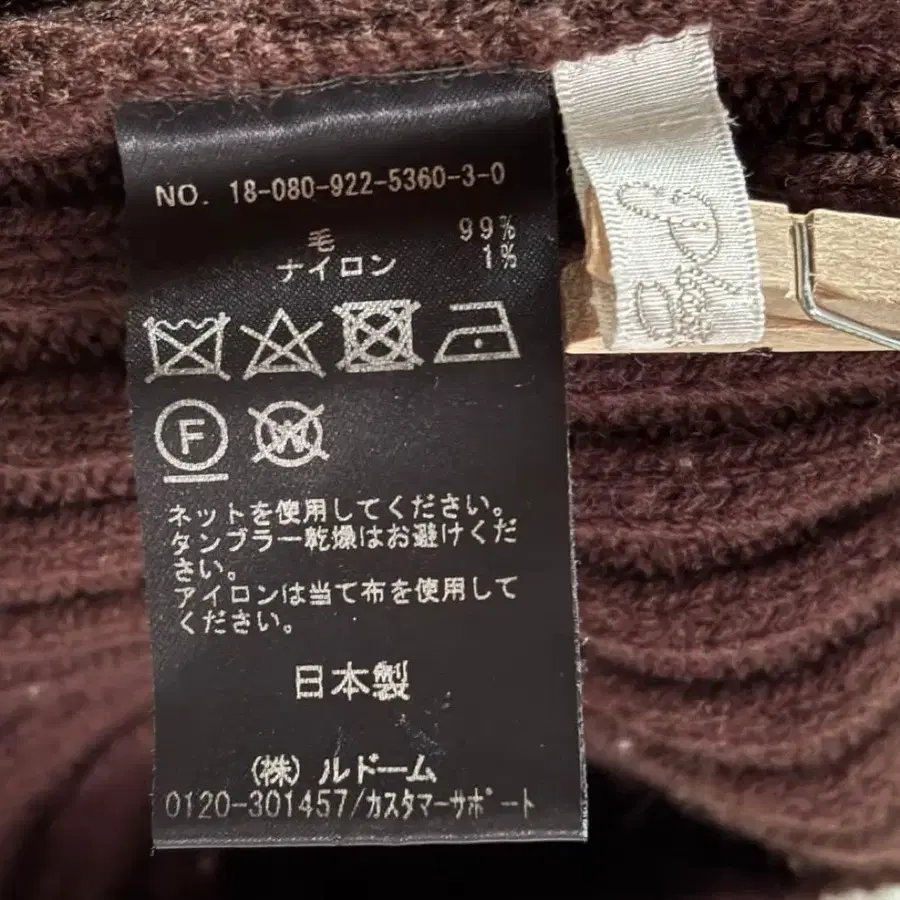 NO. 18-080-922-5360-3-0
毛 99%
ナイロン 1%
F W
ネットを使用してください。
タンブラー乾燥はお避けくだ
さい。
アイロンは当て布を使用して
ください。
日本製
(株) ルドーム
0120-301457/カスタマーサポート